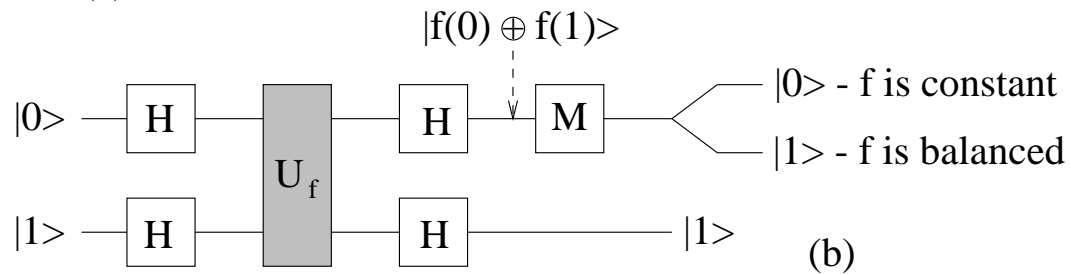 |f(0) ⊕ f(1)>
|0> H U_f H M |0> - f is constant
|1> - f is balanced
|1> H H |1>
(b)